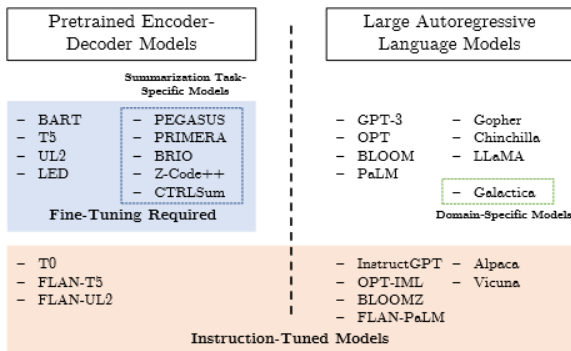 Pretrained Encoder-
Decoder Models
Large Autoregressive
Language Models
Summarization Task-
Specific Models
– BART
– T5
– UL2
– LED
– PEGASUS
– PRIMERA
– BRIO
– Z-Code++
– CTRLSum
Fine-Tuning Required
– GPT-3
– OPT
– BLOOM
– PaLM
– Gopher
– Chinchilla
– LLaMA
– Galactica
Domain-Specific Models
– T0
– FLAN-T5
– FLAN-UL2
– InstructGPT
– OPT-IML
– BLOOMZ
– FLAN-PaLM
– Alpaca
– Vicuna
Instruction-Tuned Models